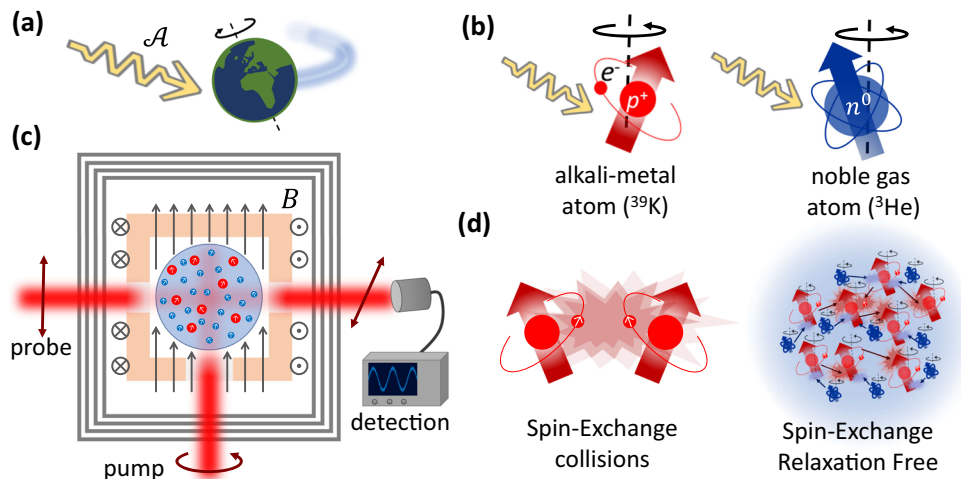 (a)
𝒜
(b)
e⁻
p⁺
n⁰
alkali-metal
atom (³⁹K)
noble gas
atom (³He)
(c)
B
probe
pump
detection
(d)
Spin-Exchange
collisions
Spin-Exchange
Relaxation Free